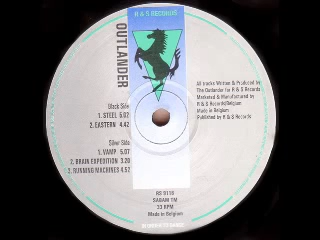 R & S RECORDS
OUTLANDER
Black Side
1. STEEL 5.02
2. EASTERN 4.42
Silver Side
1. VAMP 5.07
2. BRAIN EXPEDITION 3.20
3. RUNNING MACHINES 4.52
All tracks Written & Produced by
The Outlander for R & S Records
Marketed & Manufactured by
R & S Records/Belgium
Made in Belgium
Published by R & S Records
RS 9118
SABAM TM
33 RPM
Made in Belgium